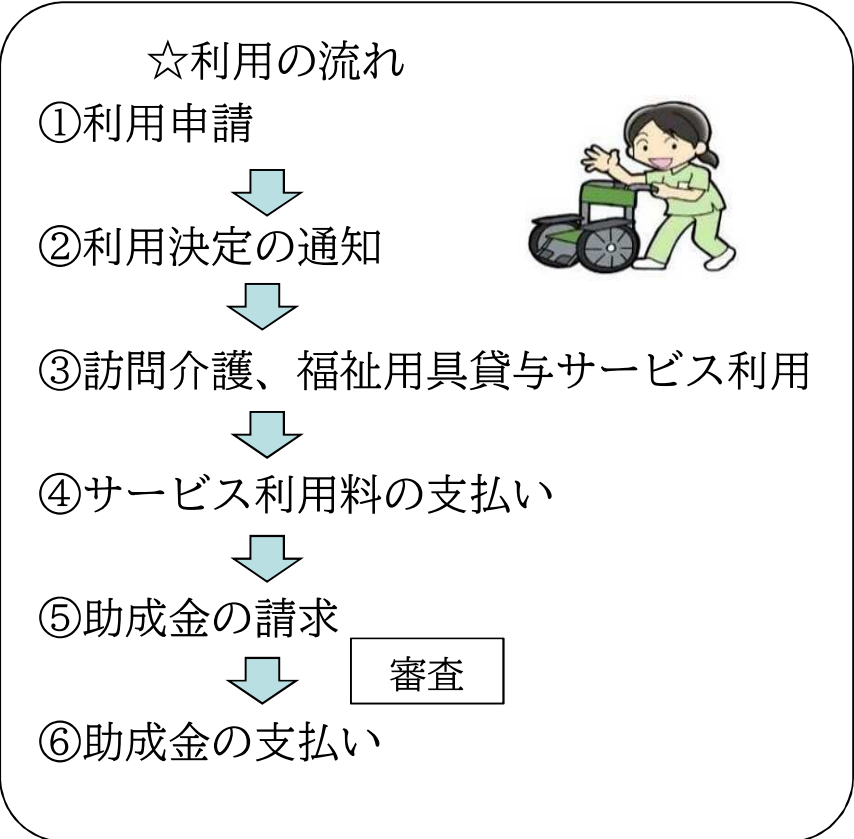 ☆利用の流れ
①利用申請
②利用決定の通知
③訪問介護、福祉用具貸与サービス利用
④サービス利用料の支払い
⑤助成金の請求
審査
⑥助成金の支払い